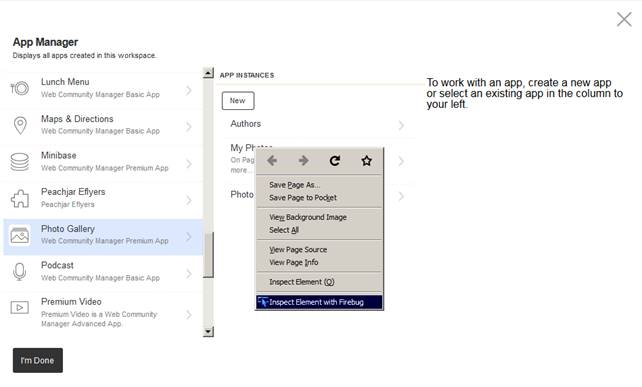 App Manager
Displays all apps created in this workspace.
Lunch Menu
Web Community Manager Basic App
Maps & Directions
Web Community Manager Basic App
Minibase
Web Community Manager Premium App
Peachjar Eflyers
Peachjar Eflyers
Photo Gallery
Web Community Manager Premium App
Podcast
Web Community Manager Basic App
Premium Video
Premium Video is a Web Community
Manager Advanced App.
I'm Done
APP INSTANCES
New
Authors
My Photos
On Pag
more...
Photo
Save Page As...
Save Page to Pocket
View Background Image
Select All
View Page Source
View Page Info
Inspect Element (Q)
Inspect Element with Firebug
To work with an app, create a new app
or select an existing app in the column to
your left.